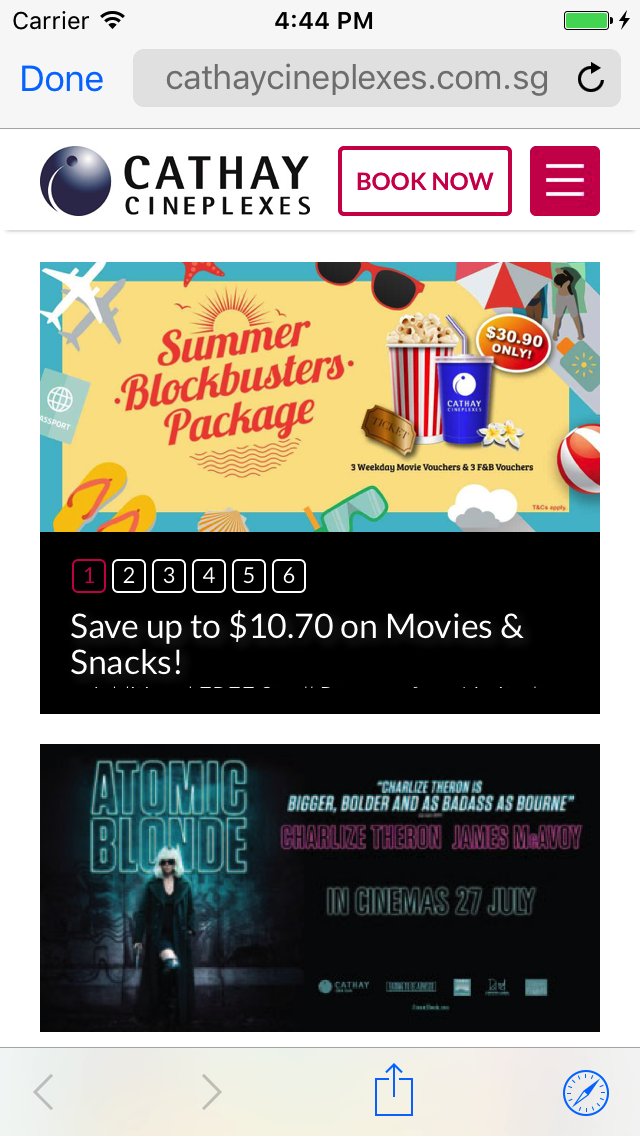 Carrier 4:44 PM
Done cathaycineplexes.com.sg
CATHAY
CINEPLEXES
BOOK NOW
Summer
·Blockbusters·
Package
$30.90
ONLY!
CATHAY
CINEPLEXES
TICKET
PASSPORT
3 Weekday Movie Vouchers & 3 F&B Vouchers
T&Cs apply.
1 2 3 4 5 6
Save up to $10.70 on Movies &
Snacks!
ATOMIC
BLONDE
"CHARLIZE THERON IS
BIGGER, BOLDER AND AS BADASS AS BOURNE"
CHARLIZE THERON JAMES McAVOY
IN CINEMAS 27 JULY
CATHAY